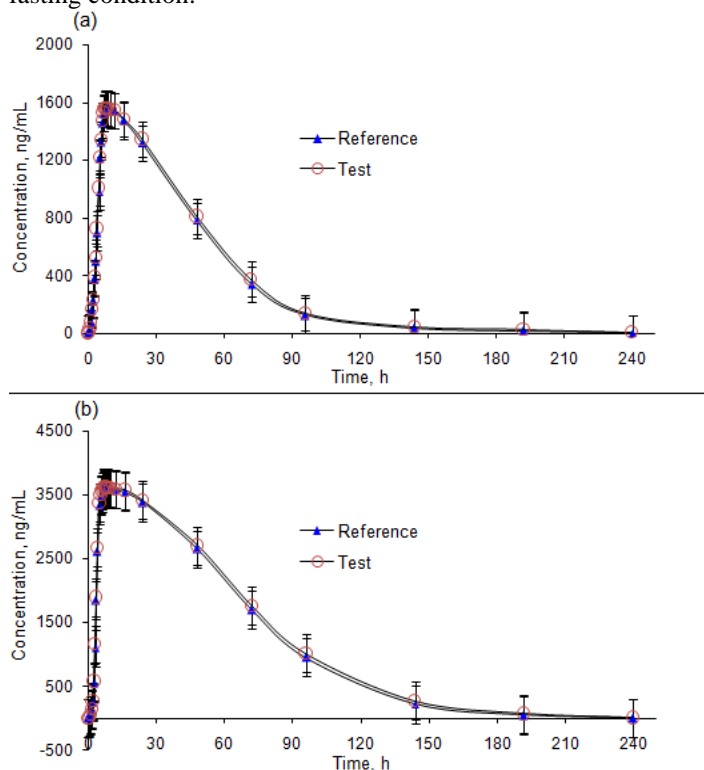 fasting condition.
(a)
2000
1600
1200
800
400
0
Concentration, ng/mL
Reference
Test
0 30 60 90 120 150 180 210 240
Time, h
(b)
4500
3500
2500
1500
500
-500
Concentration, ng/mL
Reference
Test
0 30 60 90 120 150 180 210 240
Time, h